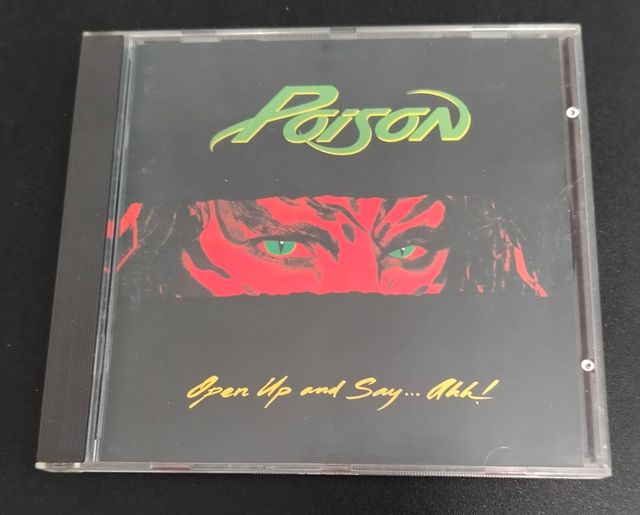 Poison
Open Up and Say... Ahh!